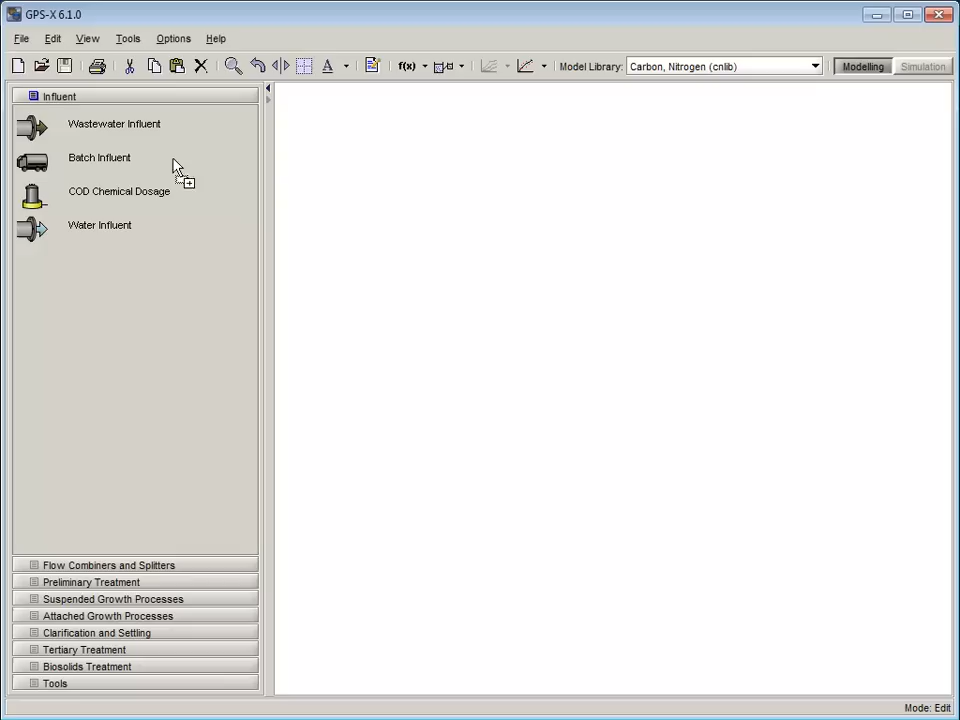 GPS-X 6.1.0
File Edit View Tools Options Help
A f(x) Model Library: Carbon, Nitrogen (cnlib) Modelling Simulation
Influent
Wastewater Influent
Batch Influent
COD Chemical Dosage
Water Influent
Flow Combiners and Splitters
Preliminary Treatment
Suspended Growth Processes
Attached Growth Processes
Clarification and Settling
Tertiary Treatment
Biosolids Treatment
Tools
Mode: Edit